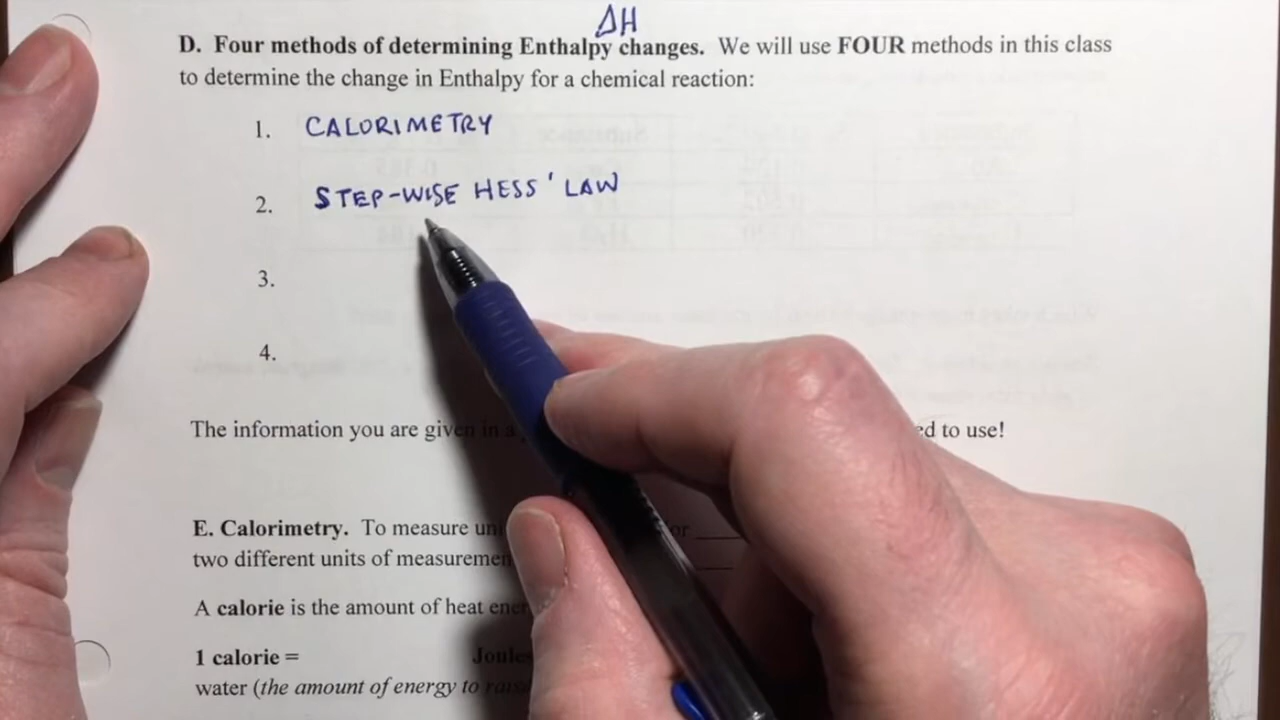 ΔH
D. Four methods of determining Enthalpy changes. We will use FOUR methods in this class
to determine the change in Enthalpy for a chemical reaction:
1. CALORIMETRY
2. STEP-WISE HESS' LAW
3.
4.
The information you are given in a ed to use!
E. Calorimetry. To measure or
two different units of
A calorie is the amount of heat
1 calorie = Joules
water (the amount of energy to